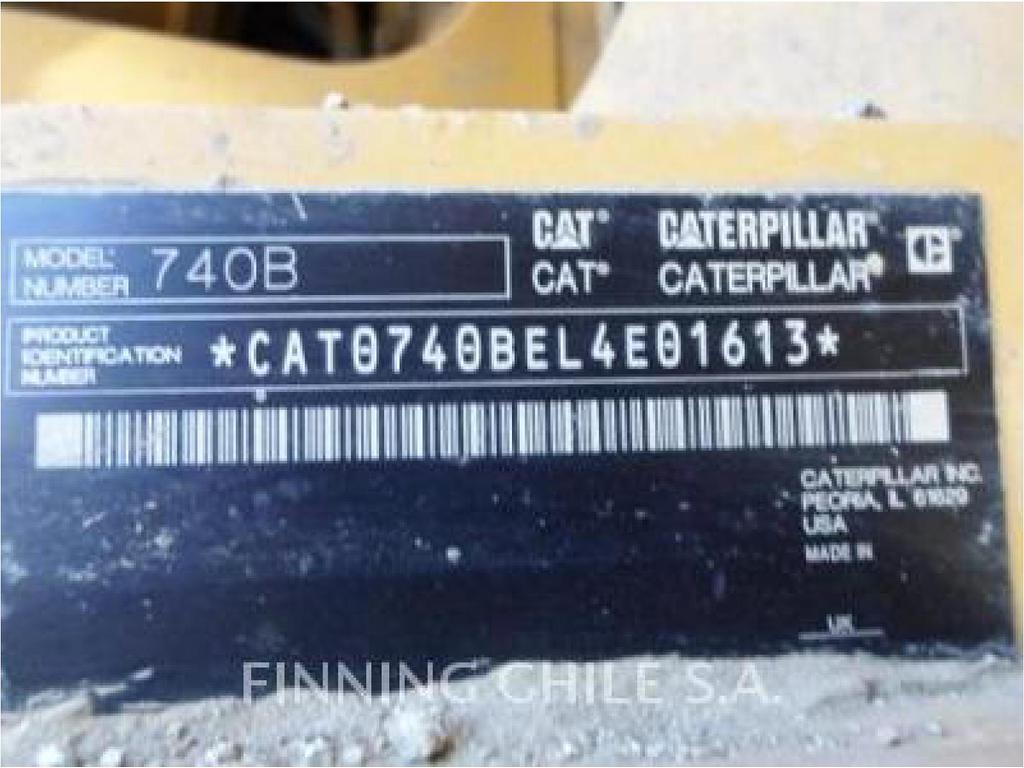 MODEL NUMBER 740B
CAT® CATERPILLAR®
CAT® CATERPILLAR®
PRODUCT IDENTIFICATION NUMBER *CAT0740BEL4E01613*
CATERPILLAR INC.
PEORIA, IL 61629
USA
MADE IN
UK
FINNING CHILE S.A.